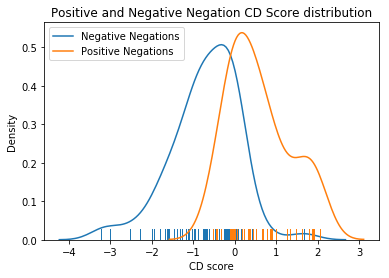 Positive and Negative Negation CD Score distribution
Negative Negations
Positive Negations
Density
0.5
0.4
0.3
0.2
0.1
0.0
−4 −3 −2 −1 0 1 2 3
CD score